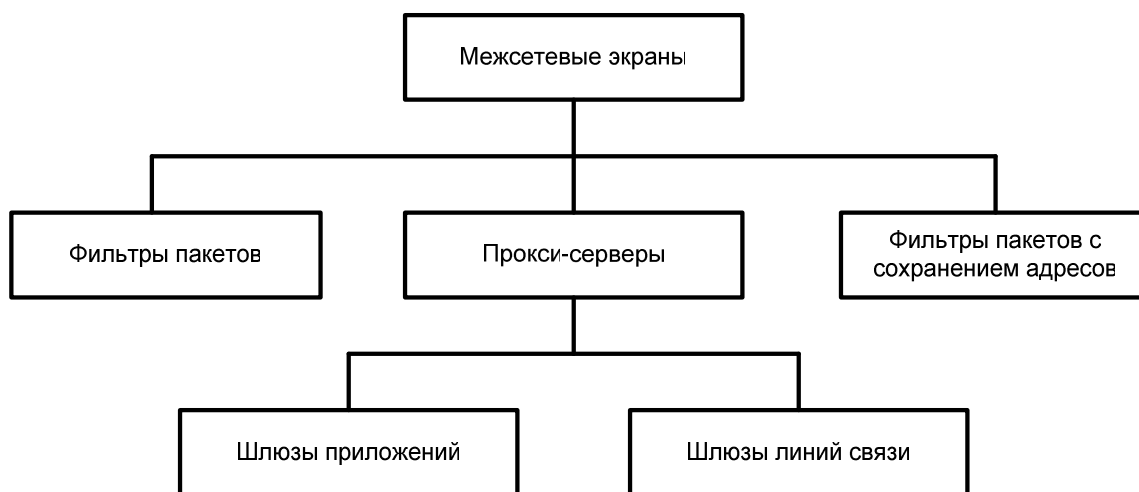 Межсетевые экраны
Фильтры пакетов
Прокси-серверы
Фильтры пакетов с
сохранением адресов
Шлюзы приложений
Шлюзы линий связи